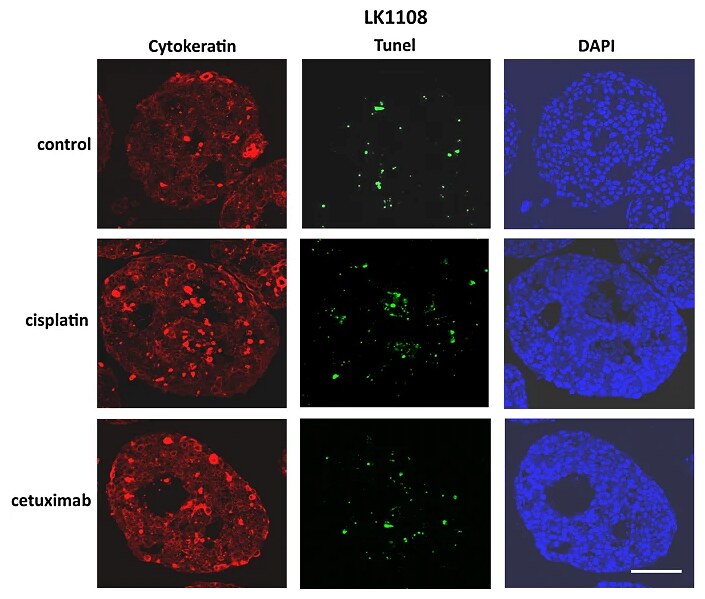 LK1108
Cytokeratin Tunel DAPI
control
cisplatin
cetuximab